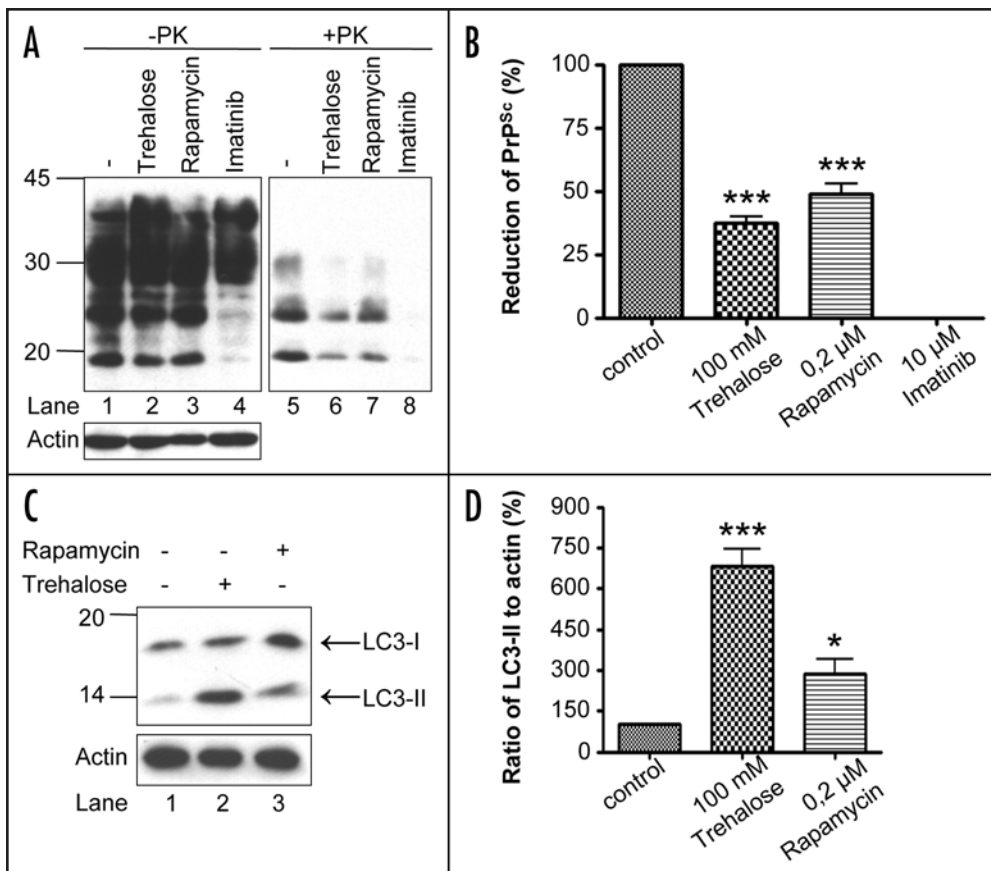 A
-PK
+PK
-
Trehalose
Rapamycin
Imatinib
-
Trehalose
Rapamycin
Imatinib
45
30
20
Lane 1 2 3 4 5 6 7 8
Actin
B
Reduction of PrPSc (%)
100
75
50
25
0
***
***
control
100 mM Trehalose
0,2 µM Rapamycin
10 µM Imatinib
C
Rapamycin - - +
Trehalose - + -
20
14
←LC3-I
←LC3-II
Actin
Lane 1 2 3
D
Ratio of LC3-II to actin (%)
900
750
600
450
300
150
0
***
*
control
100 mM Trehalose
0,2 µM Rapamycin